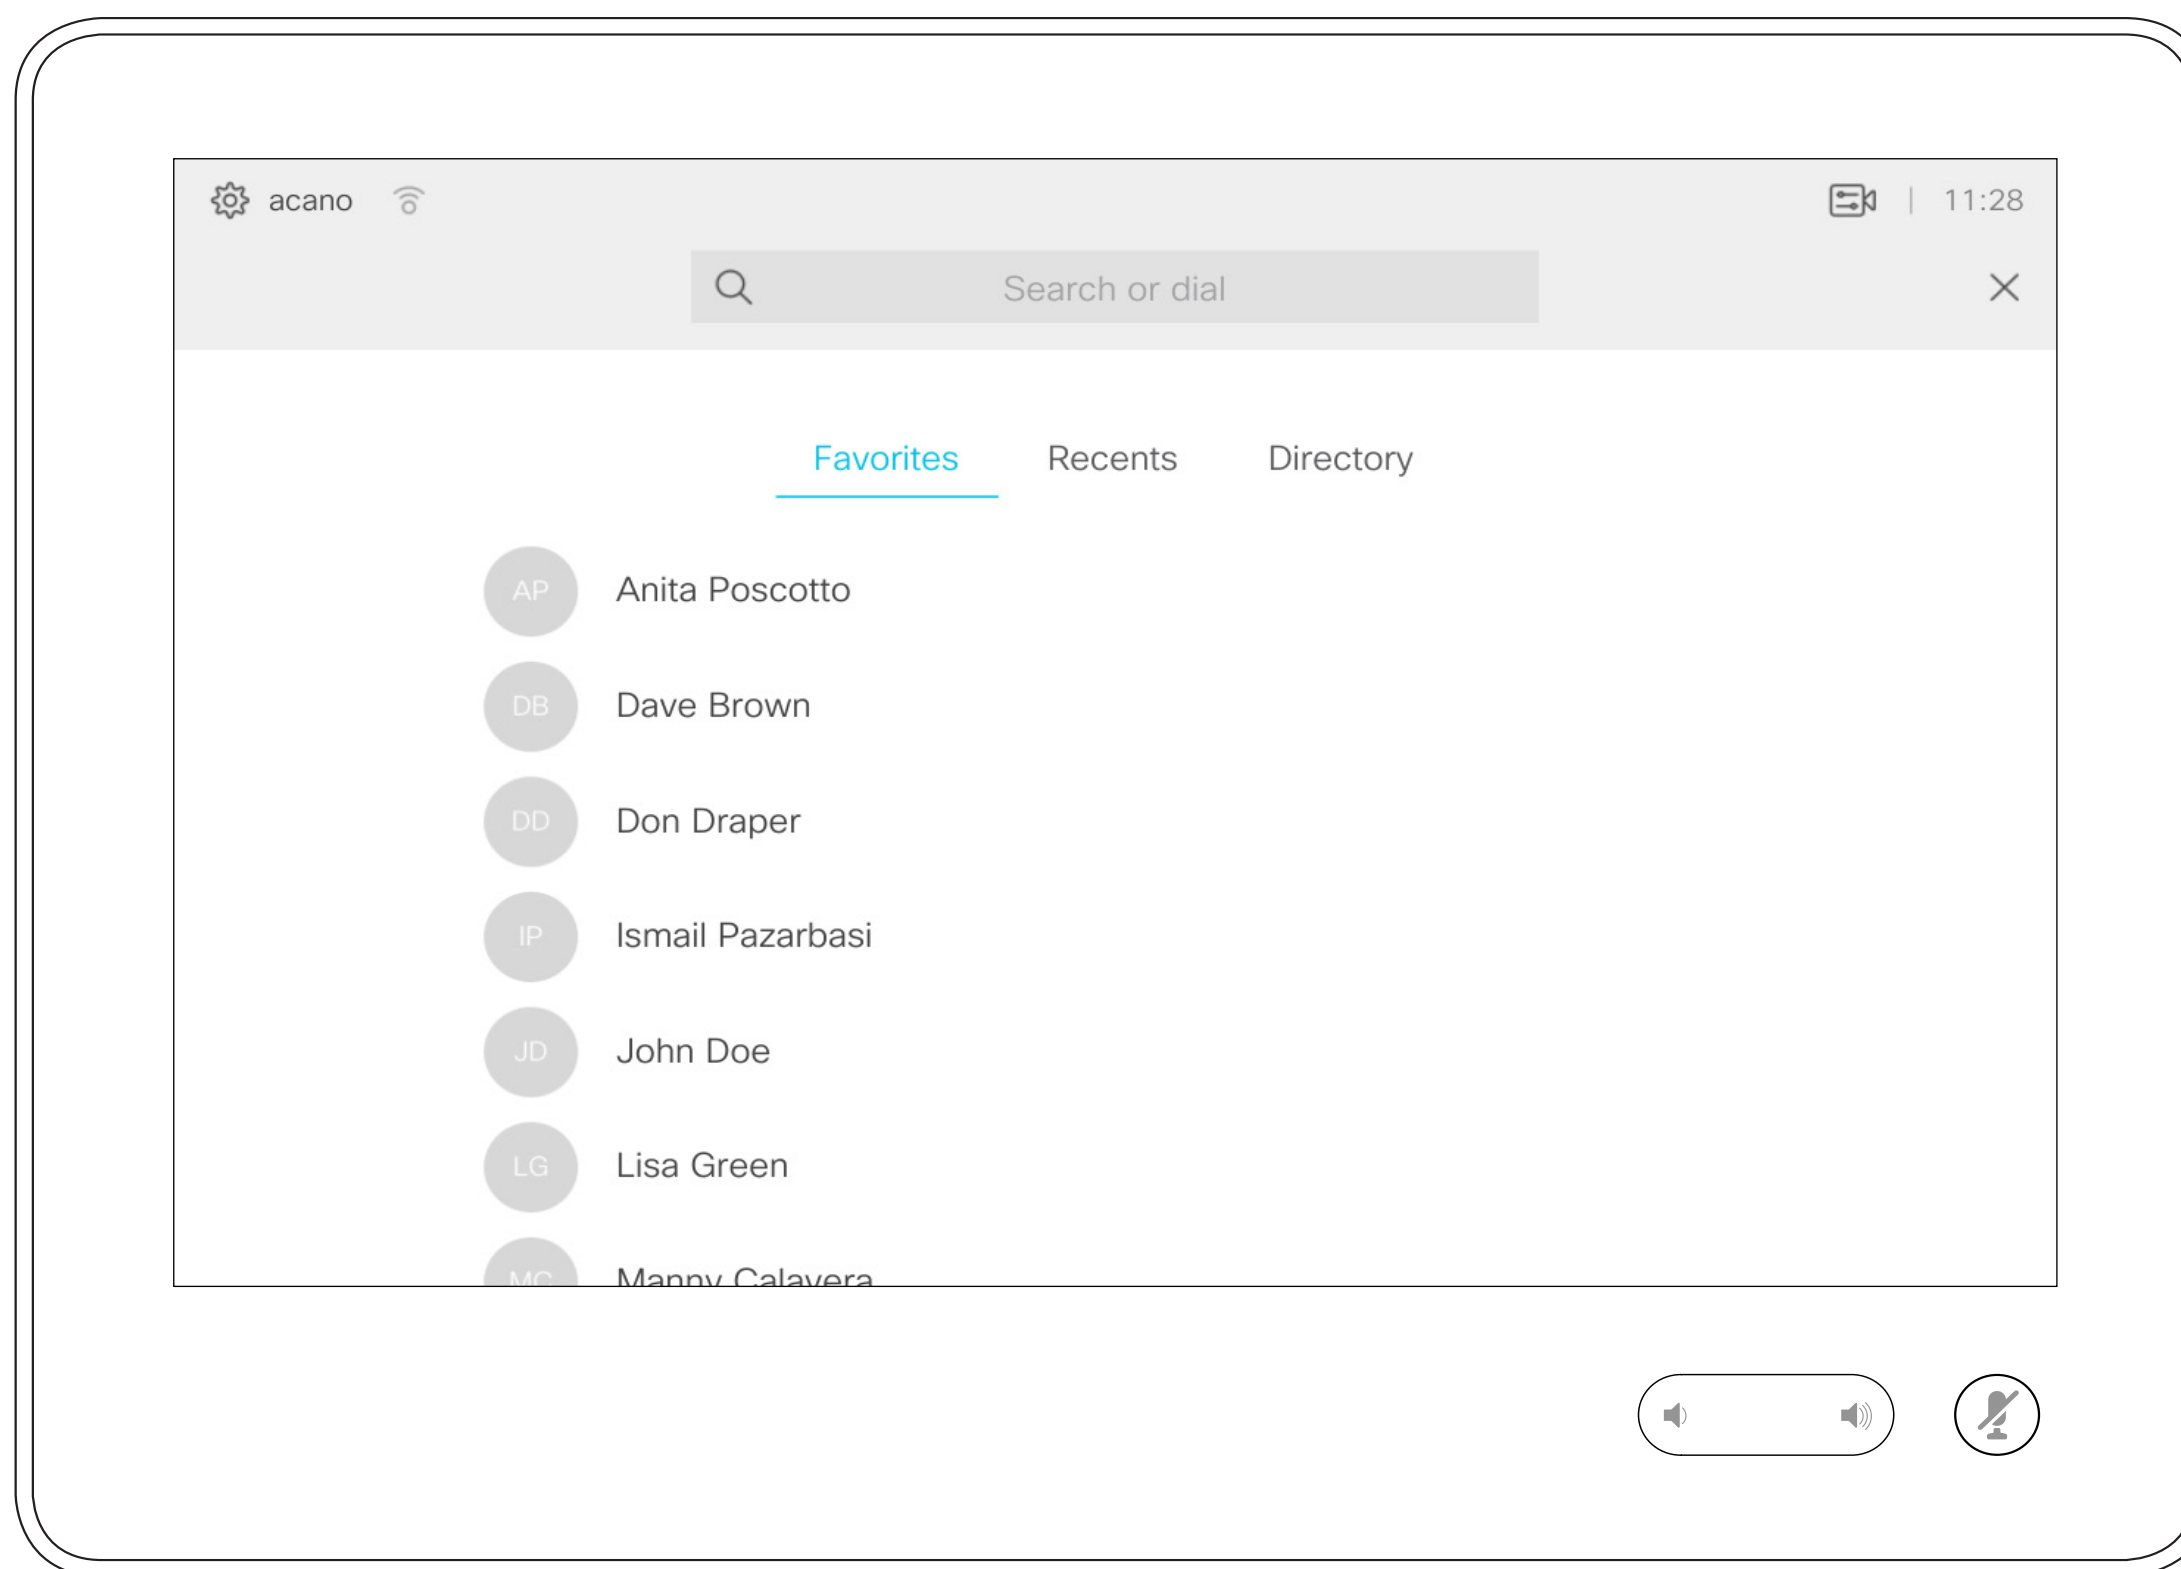 acano
11:28
Search or dial
Favorites Recents Directory
AP Anita Poscotto
DB Dave Brown
DD Don Draper
IP Ismail Pazarbasi
JD John Doe
LG Lisa Green
MC Manny Calavera